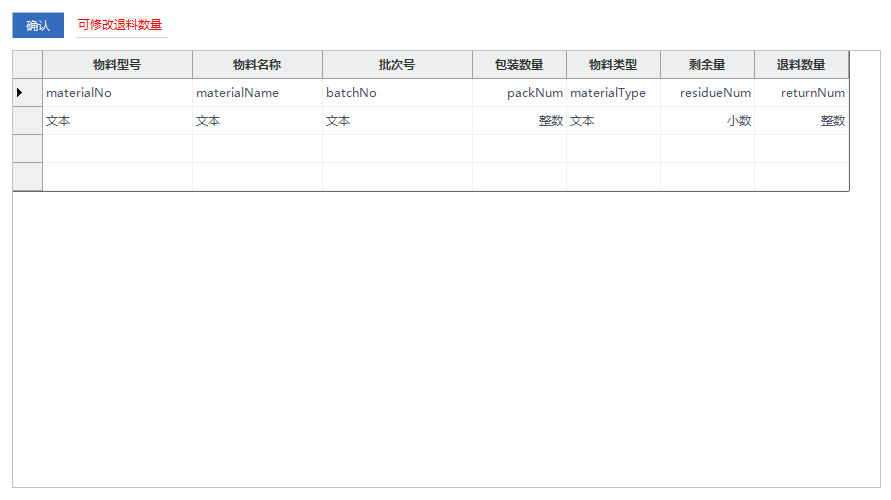 确认 可修改退料数量
物料型号 物料名称 批次号 包装数量 物料类型 剩余量 退料数量
materialNo materialName batchNo packNum materialType residueNum returnNum
文本 文本 文本 整数 文本 小数 整数